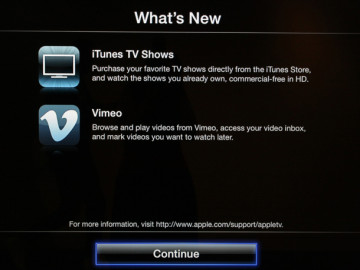 What's New
iTunes TV Shows
Purchase your favorite TV shows directly from the iTunes Store,
and watch the shows you already own, commercial-free in HD.
Vimeo
Browse and play videos from Vimeo, access your video inbox,
and mark videos you want to watch later.
For more information, visit http://www.apple.com/support/appletv.
Continue